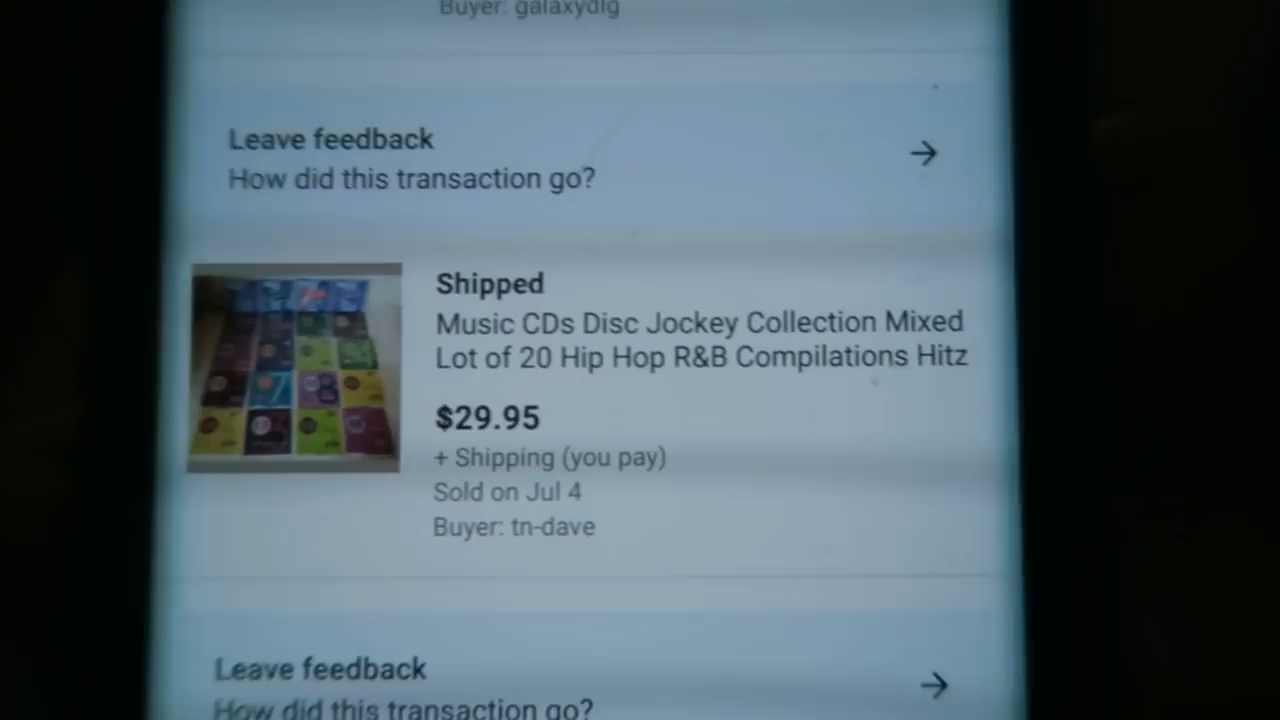 Buyer: galaxydig
Leave feedback
How did this transaction go?
Shipped
Music CDs Disc Jockey Collection Mixed
Lot of 20 Hip Hop R&B Compilations Hitz
$29.95
+ Shipping (you pay)
Sold on Jul 4
Buyer: tn-dave
Leave feedback
How did this transaction go?